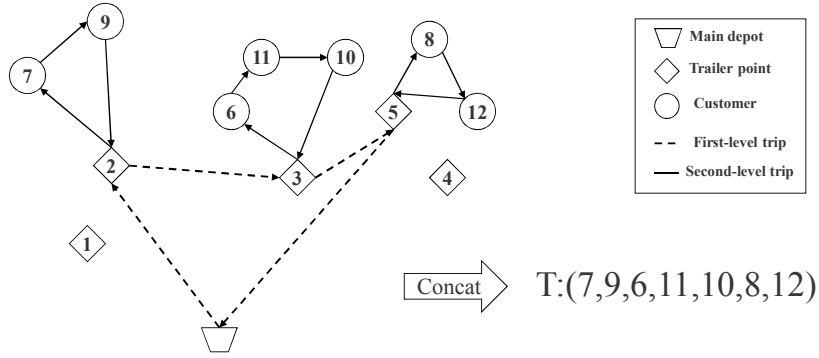 9
7
2
1
11
10
6
3
8
5
12
4
Main depot
Trailer point
Customer
First-level trip
Second-level trip
Concat
T:(7,9,6,11,10,8,12)